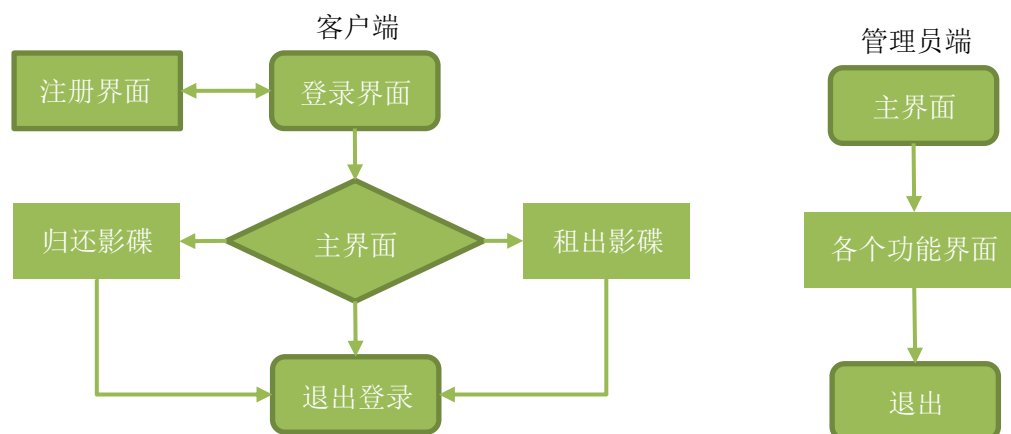 客户端
管理员端
注册界面
登录界面
主界面
归还影碟
主界面
租出影碟
各个功能界面
退出登录
退出